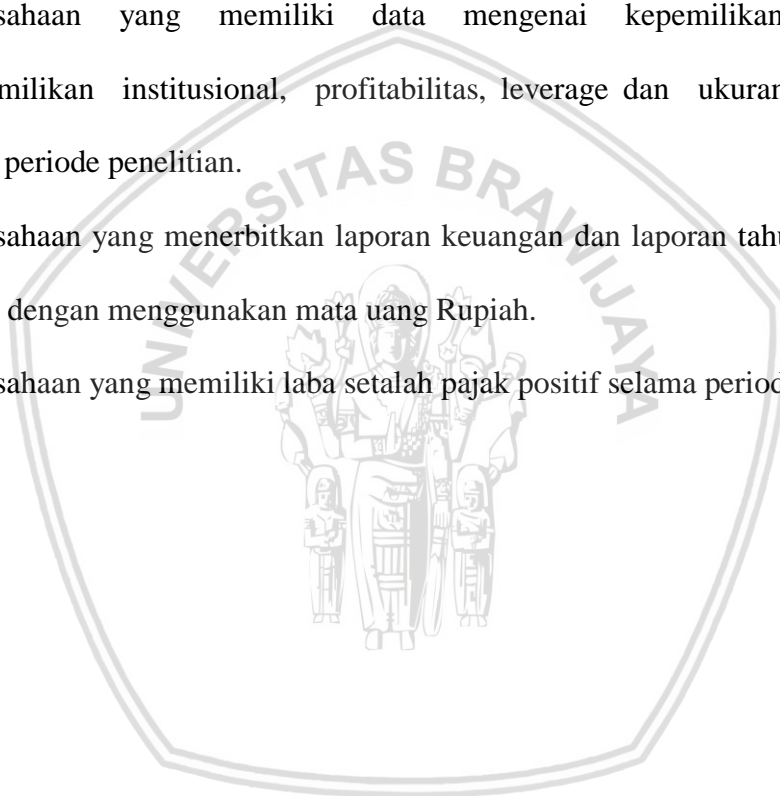 sahaan yang memiliki data mengenai kepemilikan
milikan institusional, profitabilitas, leverage dan ukuran
periode penelitian.
sahaan yang menerbitkan laporan keuangan dan laporan tahu
dengan menggunakan mata uang Rupiah.
sahaan yang memiliki laba setalah pajak positif selama period
UNIVERSITAS BRAWIJAYA